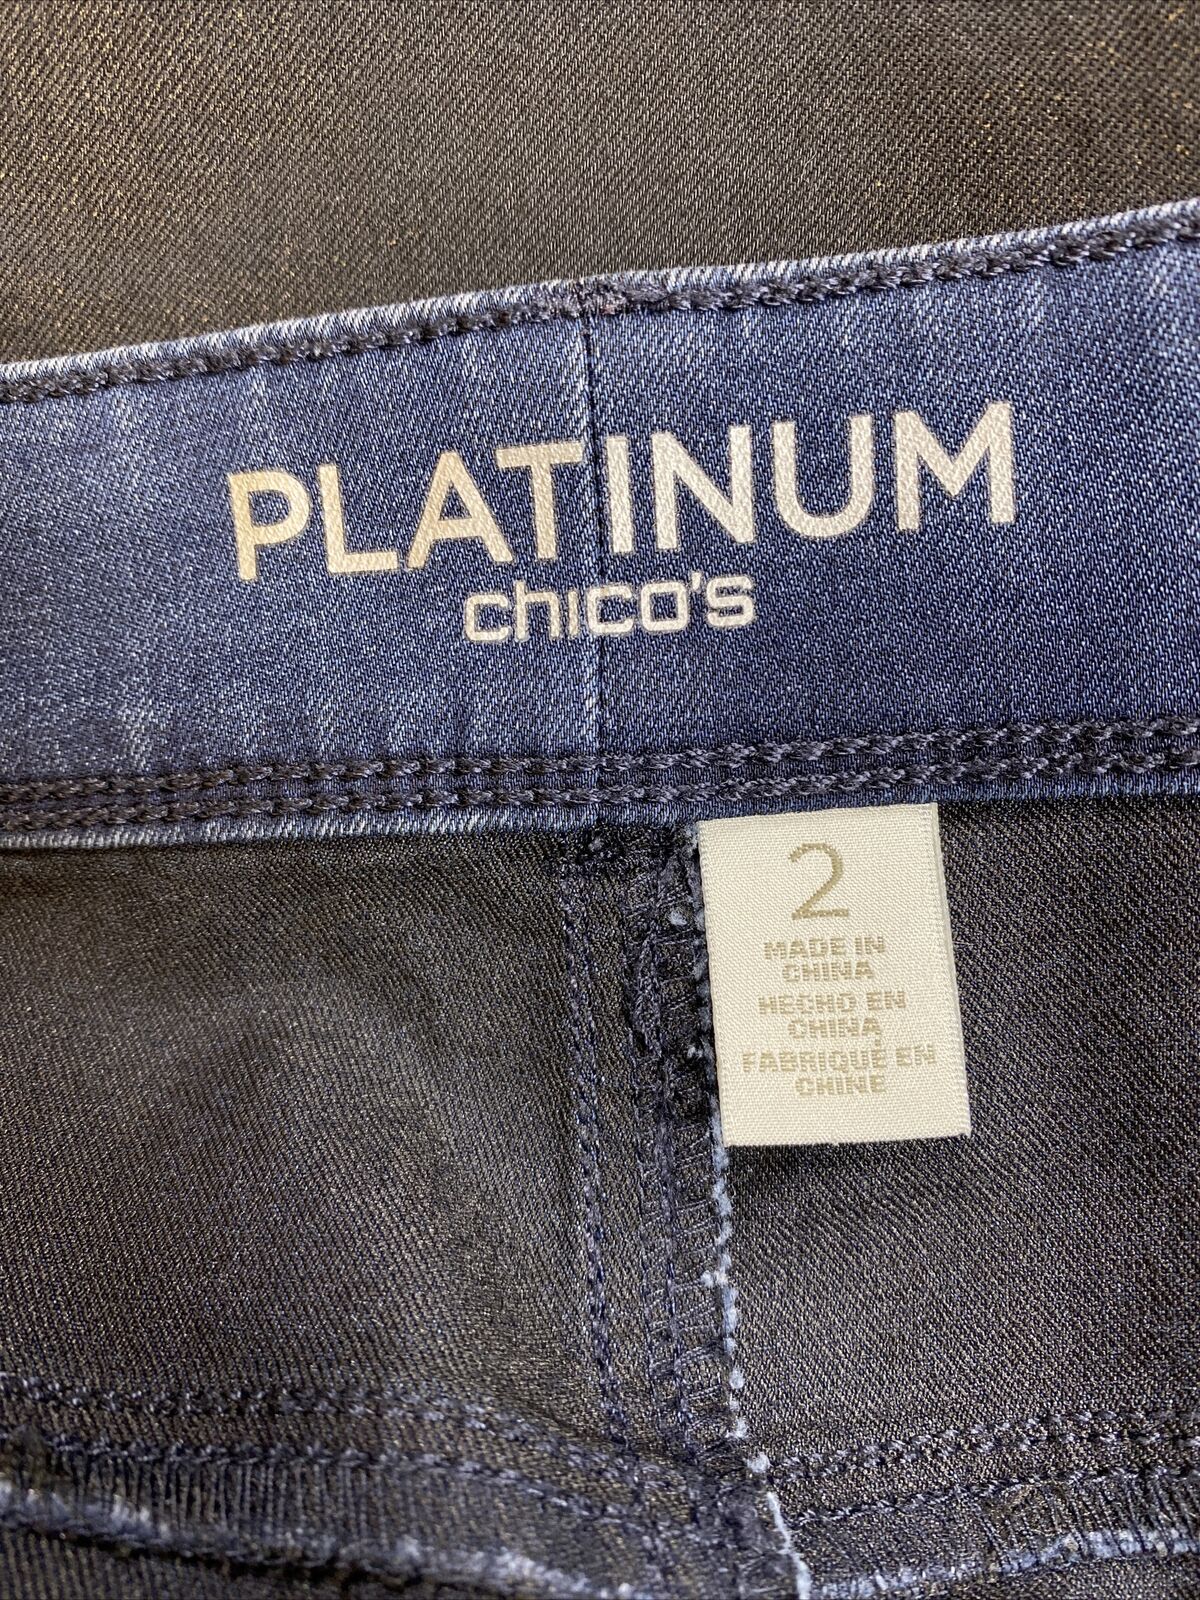 PLATINUM
chico's
2
MADE IN
CHINA
HECHO EN
CHINA
FABRIQUÉ EN
CHINE